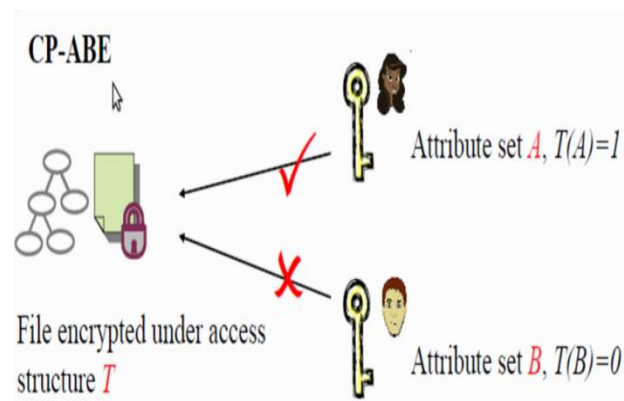 CP-ABE
Attribute set A, T(A)=1
File encrypted under access
structure T
Attribute set B, T(B)=0